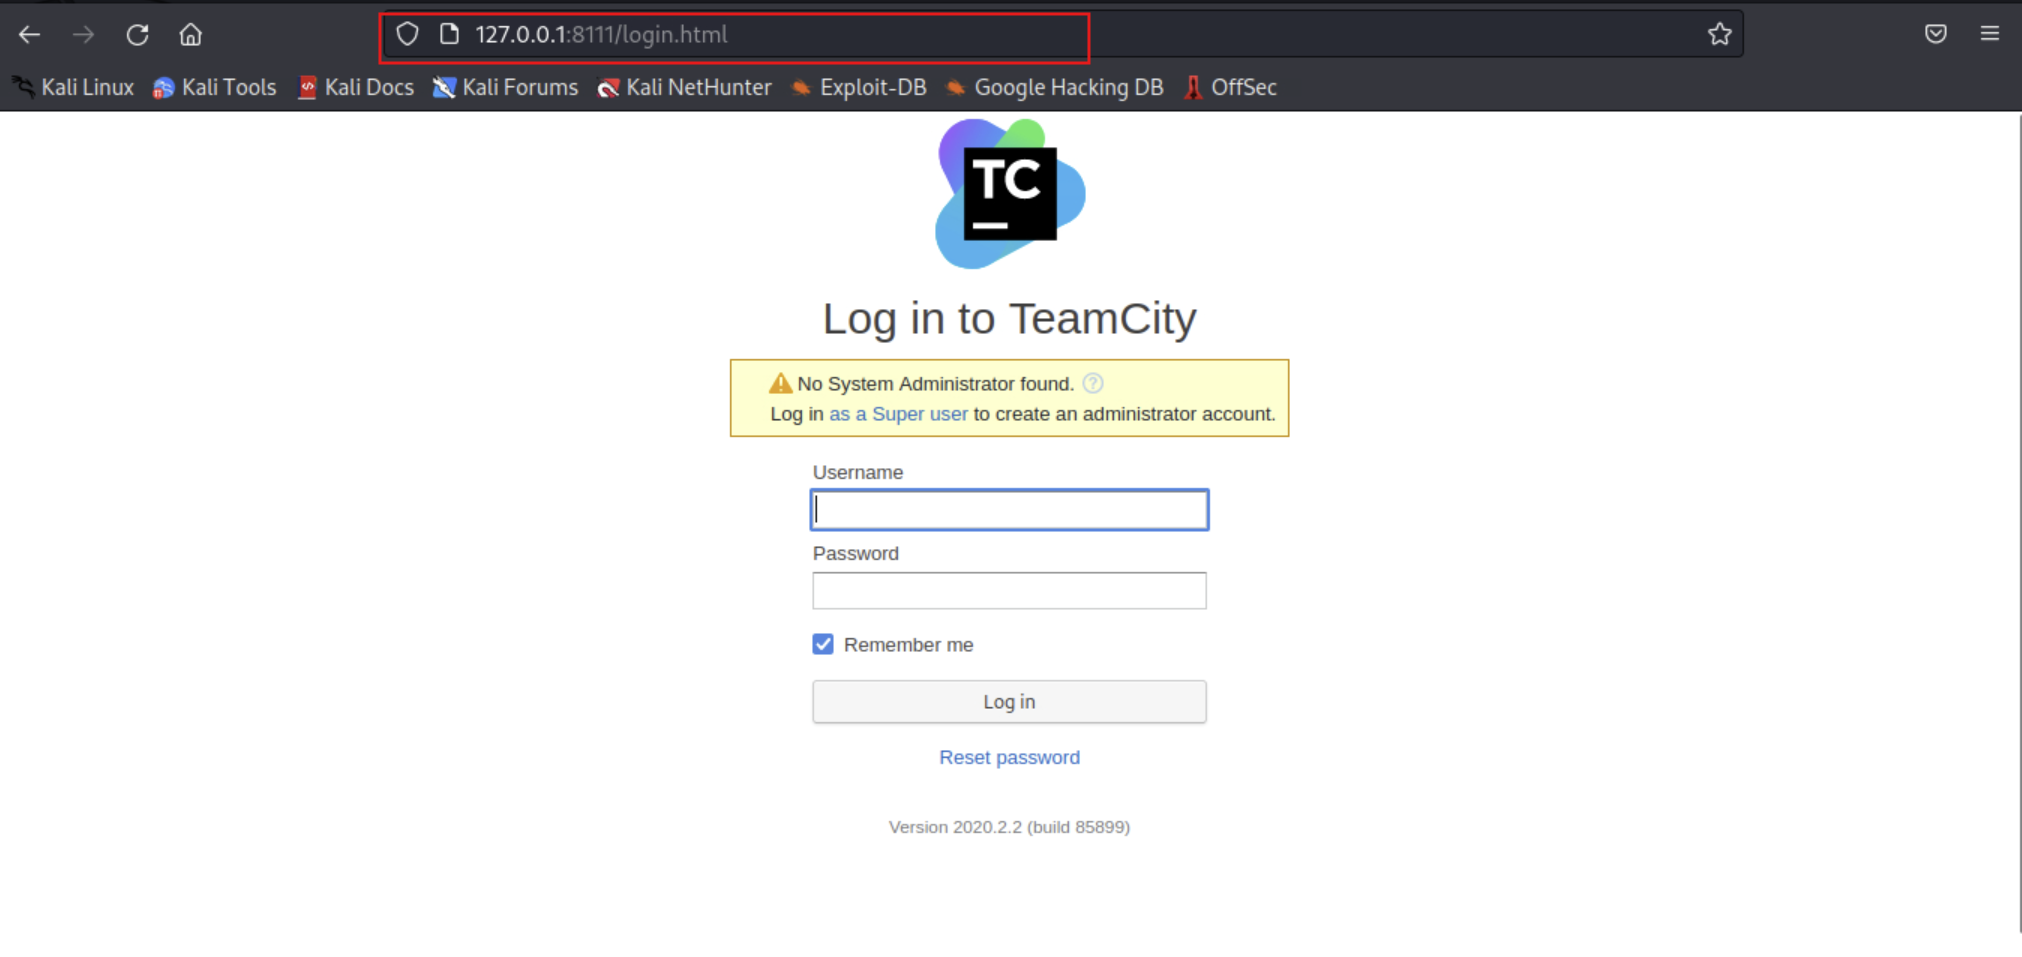 127.0.0.1:8111/login.html
Kali Linux Kali Tools Kali Docs Kali Forums Kali NetHunter Exploit-DB Google Hacking DB OffSec
TC
Log in to TeamCity
No System Administrator found. ?
Log in as a Super user to create an administrator account.
Username
Password
Remember me
Log in
Reset password
Version 2020.2.2 (build 85899)